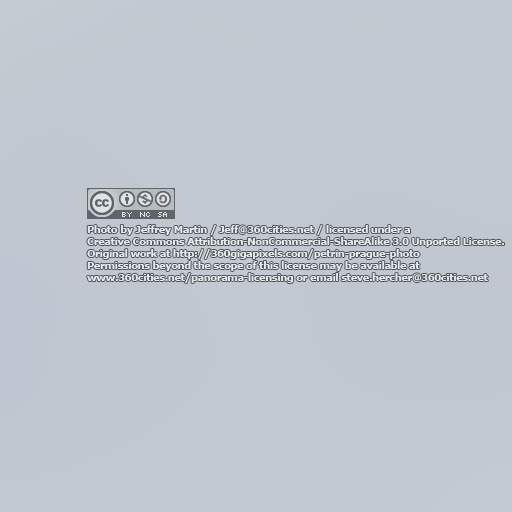 cc BY NC SA
Photo by Jeffrey Martin / Jeff@360cities.net / licensed under a
Creative Commons Attribution-NonCommercial-ShareAlike 3.0 Unported License.
Original work at http://360gigapixels.com/petrin-prague-photo
Permissions beyond the scope of this license may be available at
www.360cities.net/panorama-licensing or email steve.hercher@360cities.net